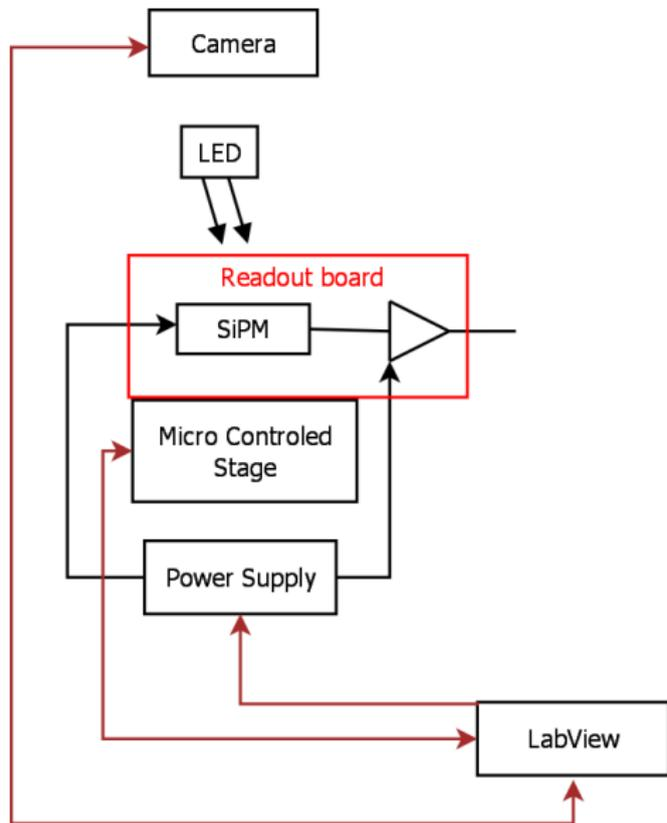 Camera
LED
Readout board
SiPM
Micro Controled
Stage
Power Supply
LabView